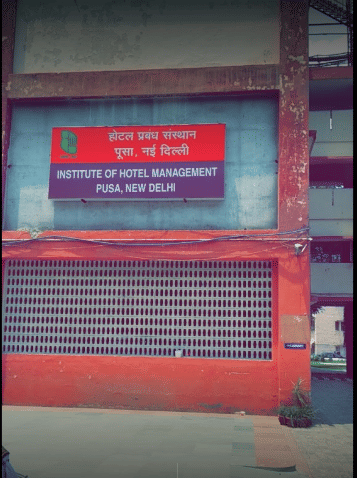 होटल प्रबंध संस्थान
पूसा, नई दिल्ली
INSTITUTE OF HOTEL MANAGEMENT
PUSA, NEW DELHI